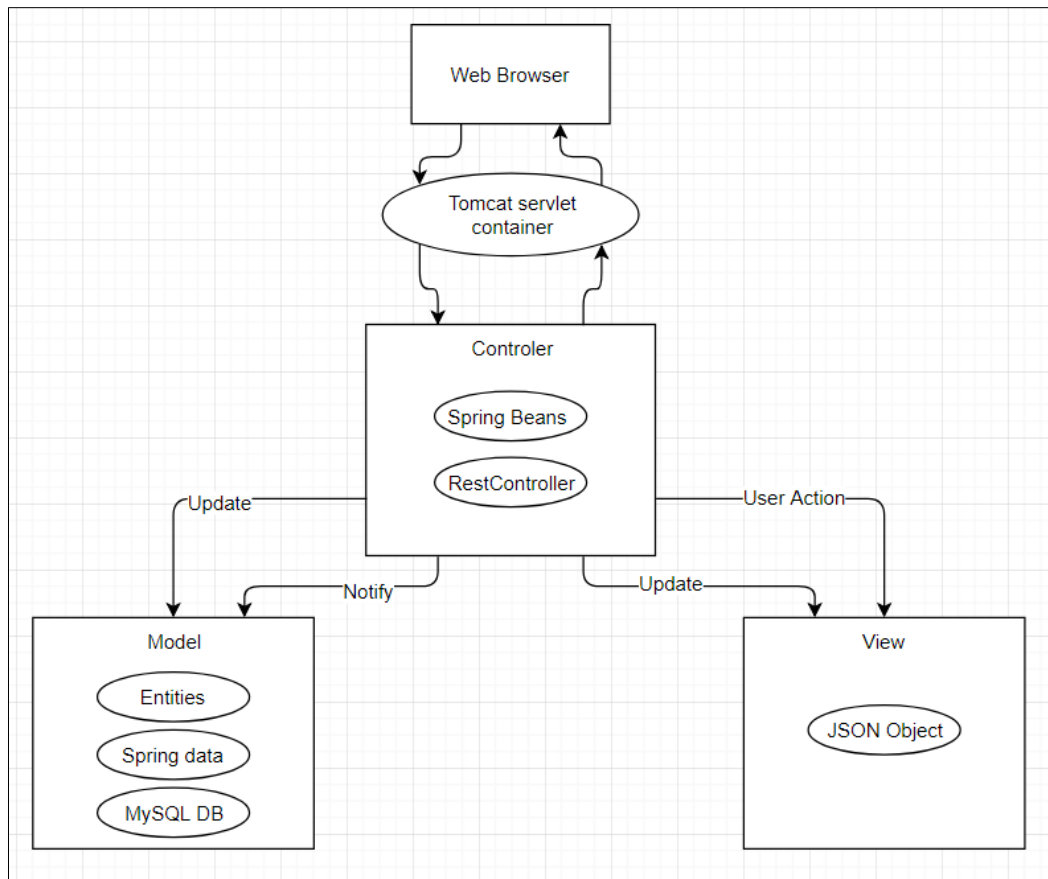 Web Browser
Tomcat servlet
container
Controler
Spring Beans
RestController
Update
User Action
Notify
Update
Model
Entities
Spring data
MySQL DB
View
JSON Object